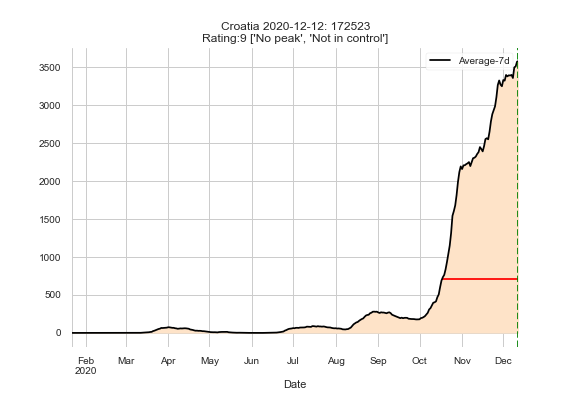 Croatia 2020-12-12: 172523
Rating:9 ['No peak', 'Not in control']
Average-7d
3500
3000
2500
2000
1500
1000
500
0
Feb Mar Apr May Jun Jul Aug Sep Oct Nov Dec
2020
Date